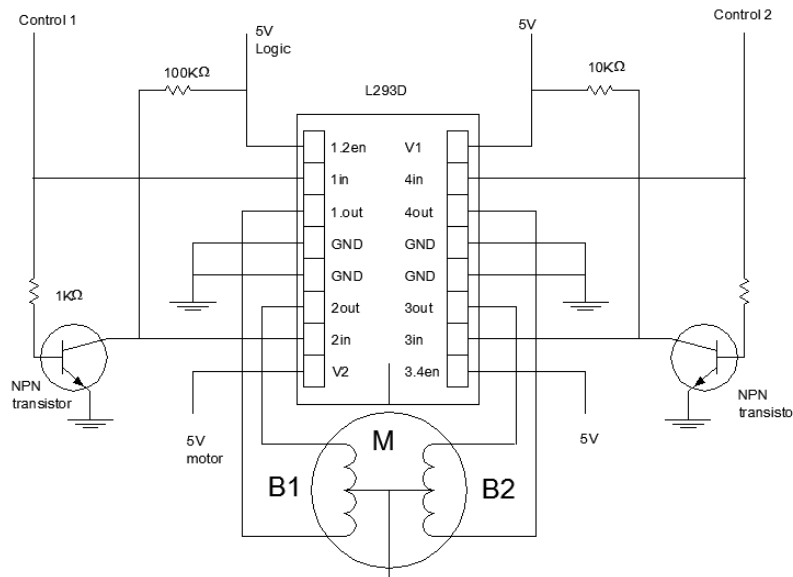 Control 1
Control 2
5V
Logic
5V
100KΩ
10KΩ
L293D
1.2en
V1
1in
4in
1.out
4out
GND
GND
GND
GND
2out
3out
2in
3in
V2
3.4en
1KΩ
NPN
transistor
NPN
transisto
5V
motor
5V
M
B1
B2